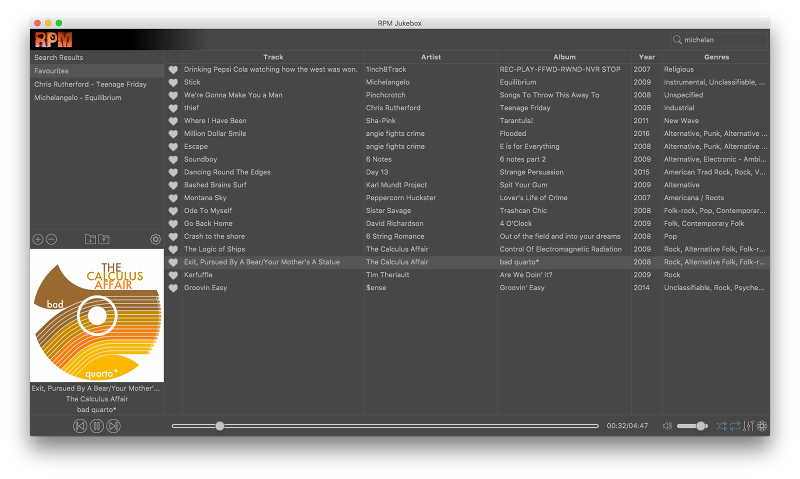 RPM Jukebox
RPM
michelan
Search Results
Favourites
Chris Rutherford - Teenage Friday
Michelangelo - Equilibrium
Track Artist Album Year Genres
Drinking Pepsi Cola watching how the west was won. 1inch8Track REC-PLAY-FFWD-RWND-NVR STOP 2007 Religious
Stick Michelangelo Equilibrium 2009 Instrumental, Unclassifiable, ...
We're Gonna Make You a Man Pinchcrotch Songs To Throw This Away To 2008 Unspecified
thief Chris Rutherford Teenage Friday 2008 Industrial
Where I Have Been Sha-Pink Tarantula! 2011 New Wave
Million Dollar Smile angie fights crime Flooded 2016 Alternative, Punk, Alternative ...
Escape angie fights crime E is for Everything 2008 Alternative, Punk, Alternative ...
Soundboy 6 Notes 6 notes part 2 2009 Alternative, Electronic - Ambi...
Dancing Round The Edges Day 13 Strange Persuasion 2015 American Trad Rock, Rock, V...
Bashed Brains Surf Karl Mundt Project Spit Your Gum 2009 Alternative
Montana Sky Peppercorn Huckster Lover's Life of Crime 2007 Americana / Roots
Ode To Myself Sister Savage Trashcan Chic 2008 Folk-rock, Pop, Contemporar...
Go Back Home David Richardson 4 O'Clock 2009 Folk, Contemporary Folk
Crash to the shore 6 String Romance Out of the field and into your dreams 2008 Pop
The Logic of Ships The Calculus Affair Control Of Electromagnetic Radiation 2009 Rock, Alternative Folk, Folk-r...
Exit, Pursued By A Bear/Your Mother's A Statue The Calculus Affair bad quarto* 2008 Rock, Alternative Folk, Folk-r...
Kerfuffle Tim Theriault Are We Doin' It? 2009 Rock
Groovin Easy $ense Groovin' Easy 2014 Unclassifiable, Rock, Psyche...
THE
CALCULUS
AFFAIR
bad
quarto*
Exit, Pursued By A Bear/Your Mother'...
The Calculus Affair
bad quarto*
00:32/04:47